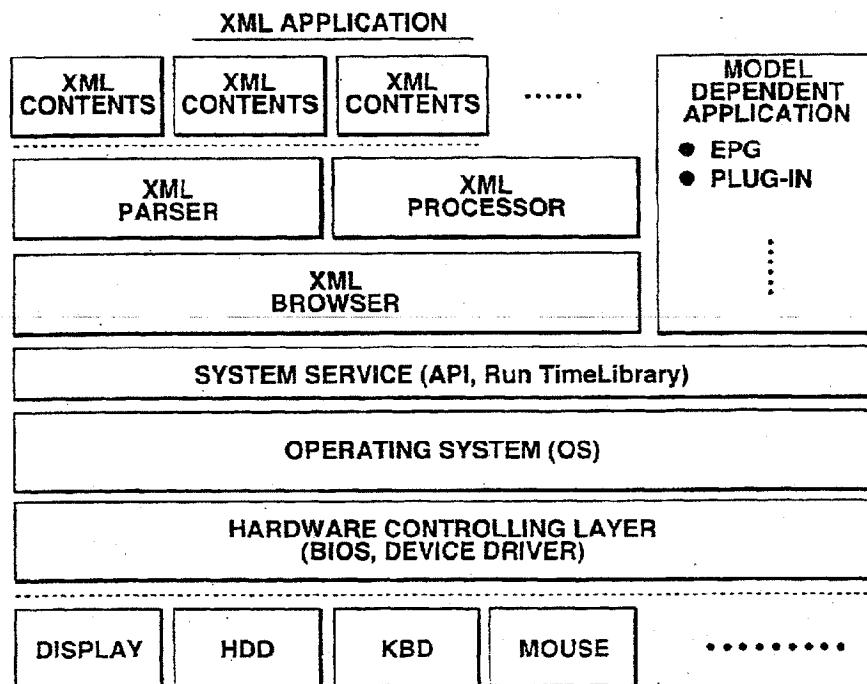 XML APPLICATION
XML
CONTENTS
XML
CONTENTS
XML
CONTENTS
......
MODEL
DEPENDENT
APPLICATION
● EPG
● PLUG-IN
XML
PARSER
XML
PROCESSOR
XML
BROWSER
SYSTEM SERVICE (API, Run TimeLibrary)
OPERATING SYSTEM (OS)
HARDWARE CONTROLLING LAYER
(BIOS, DEVICE DRIVER)
DISPLAY
HDD
KBD
MOUSE
.........